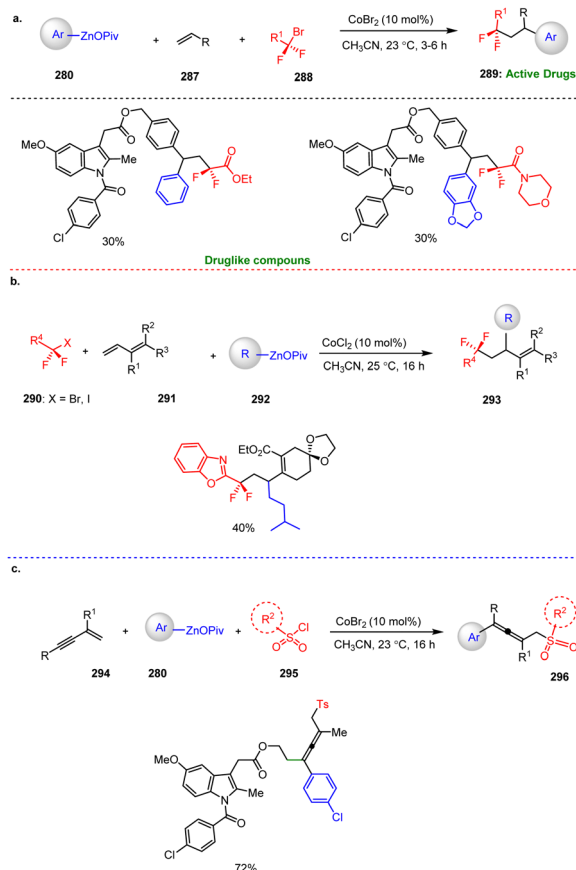 a.
Ar ZnOPiv + R + R1 Br F F CoBr2 (10 mol%) R1 R F F Ar
CH3CN, 23 °C, 3-6 h
280 287 288 289: Active Drugs
MeO N Me O O O Cl F F O OEt
30%
MeO N Me O O O Cl F F O N O O O
30%
Druglike compouns
b.
R4 X F F + R2 R3 R1 + R ZnOPiv CoCl2 (10 mol%) R F F R4 R2 R3 R1
CH3CN, 25 °C, 16 h
290: X = Br, I 291 292 293
N O F F EtO2C O O
40%
c.
R1 R + Ar ZnOPiv + R2 Cl S O O CoBr2 (10 mol%) R Ar R1 R2 S O O
CH3CN, 23 °C, 16 h
294 280 295 296
Ts
MeO O O Me
N Me
O Cl
Cl
72%